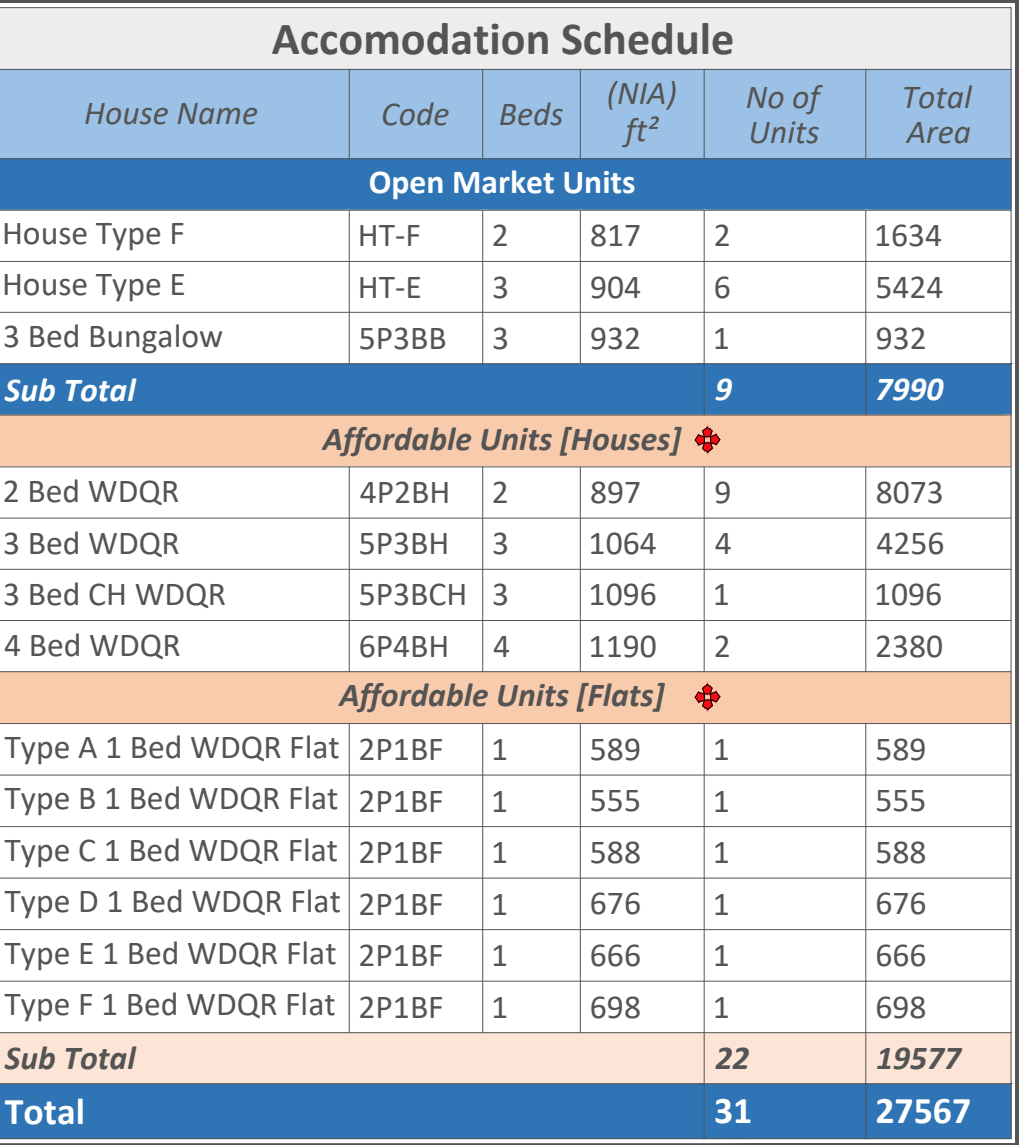 Accomodation Schedule
House Name Code Beds (NIA) ft² No of Units Total Area
Open Market Units
House Type F HT-F 2 817 2 1634
House Type E HT-E 3 904 6 5424
3 Bed Bungalow 5P3BB 3 932 1 932
Sub Total 9 7990
Affordable Units [Houses]
2 Bed WDQR 4P2BH 2 897 9 8073
3 Bed WDQR 5P3BH 3 1064 4 4256
3 Bed CH WDQR 5P3BCH 3 1096 1 1096
4 Bed WDQR 6P4BH 4 1190 2 2380
Affordable Units [Flats]
Type A 1 Bed WDQR Flat 2P1BF 1 589 1 589
Type B 1 Bed WDQR Flat 2P1BF 1 555 1 555
Type C 1 Bed WDQR Flat 2P1BF 1 588 1 588
Type D 1 Bed WDQR Flat 2P1BF 1 676 1 676
Type E 1 Bed WDQR Flat 2P1BF 1 666 1 666
Type F 1 Bed WDQR Flat 2P1BF 1 698 1 698
Sub Total 22 19577
Total 31 27567